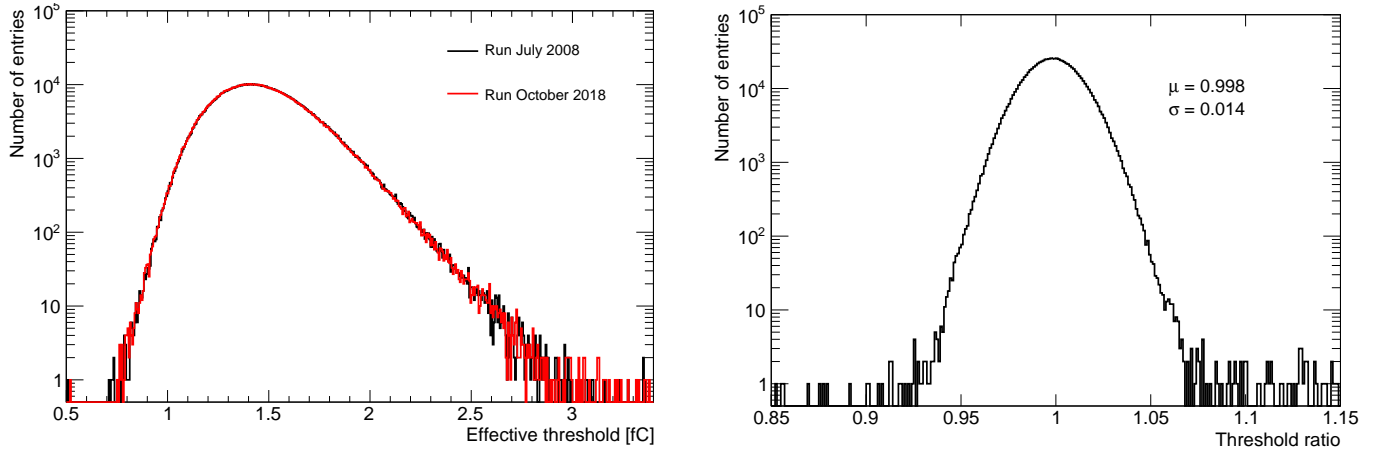 Number of entries
10^5
10^4
10^3
10^2
10
1
Run July 2008
Run October 2018
0.5 1 1.5 2 2.5 3
Effective threshold [fC]
Number of entries
10^5
10^4
10^3
10^2
10
1
μ = 0.998
σ = 0.014
0.85 0.9 0.95 1 1.05 1.1 1.15
Threshold ratio